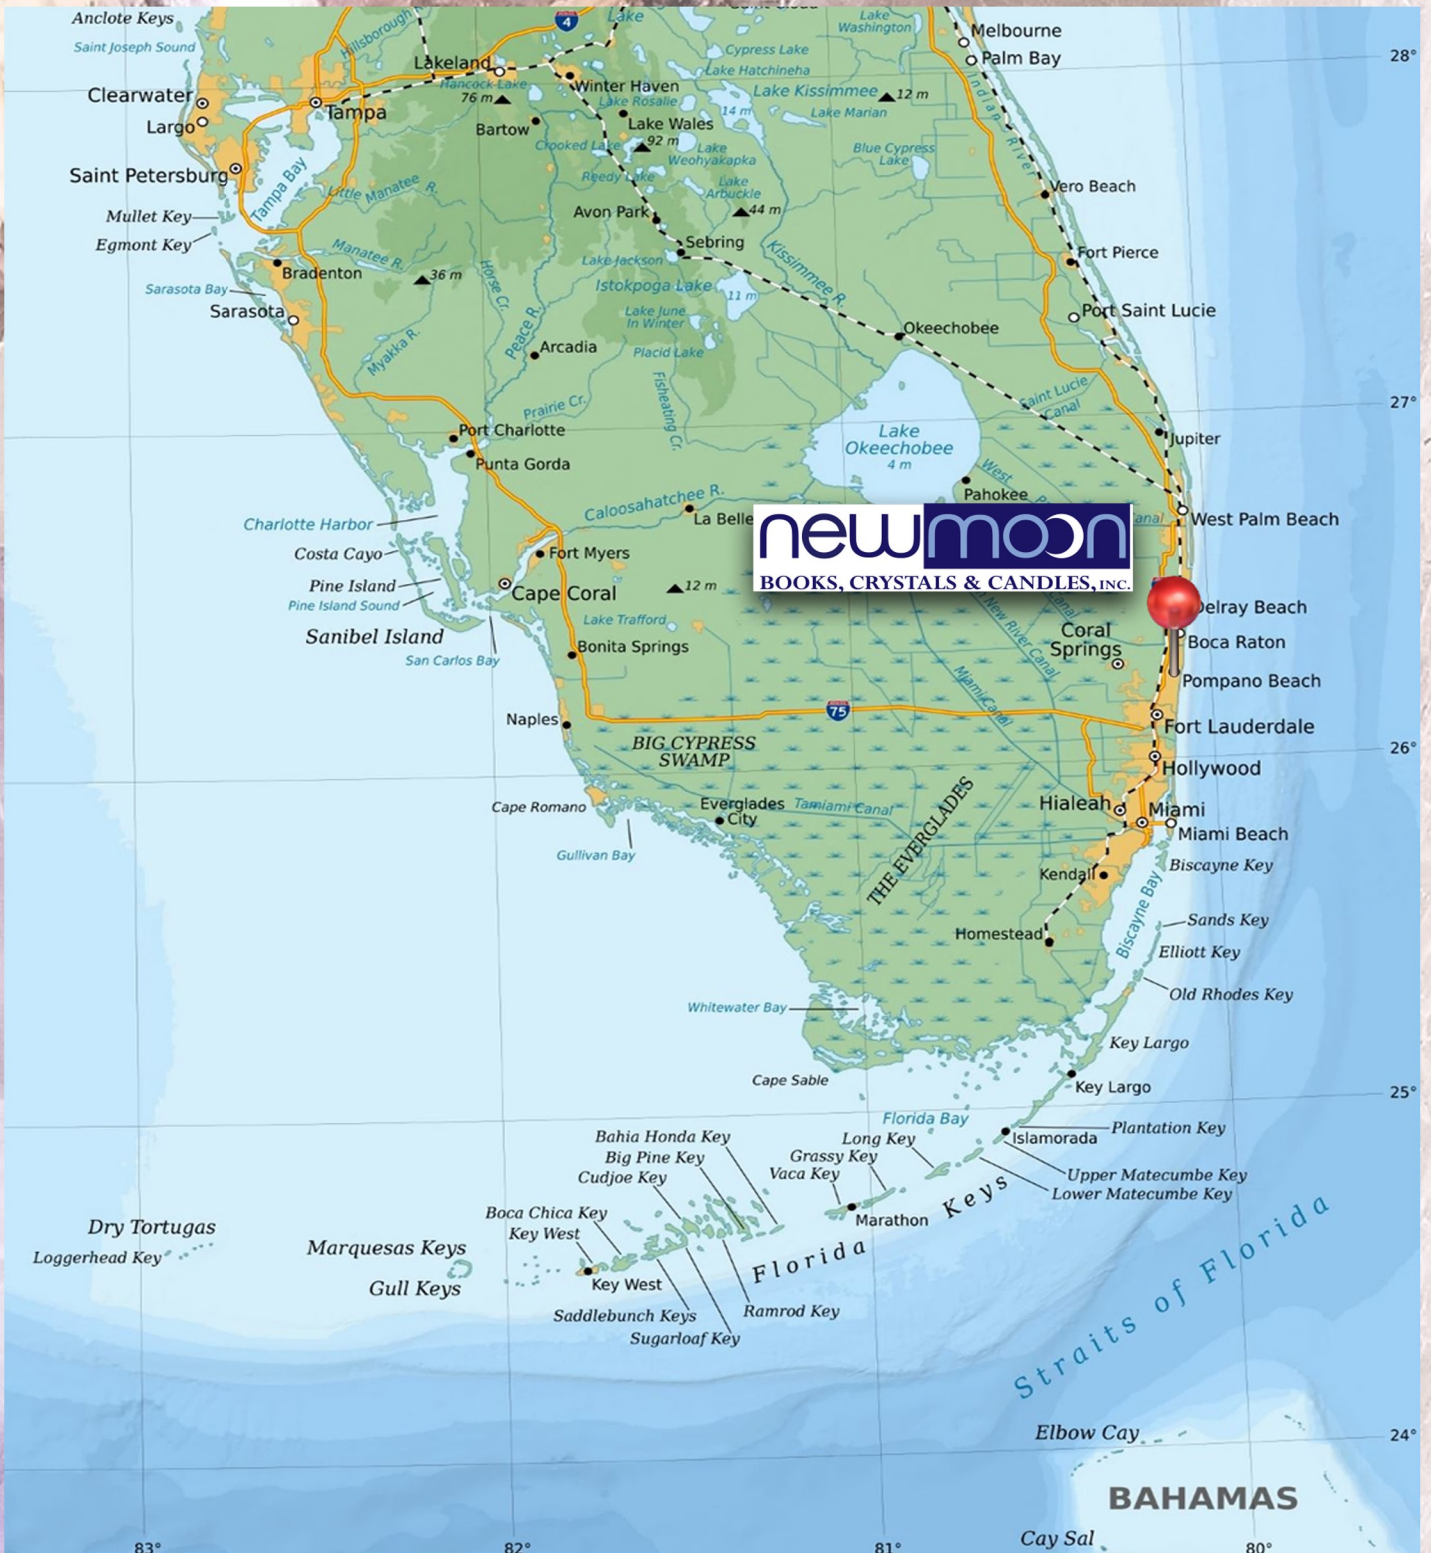 Anclote Keys
Saint Joseph Sound
Hillsborough
4
Lake
Lake
Washington
Melbourne
Palm Bay
28°
Clearwater
Largo
Tampa
Lakeland
Hancock Lake
76 m
Winter Haven
Lake Rosalie
Bartow
Lake Wales
Crooked Lake
92 m
Cypress Lake
Lake Hatchineha
14 m
Lake Kissimmee
12 m
Lake Marian
Lake
Weohyakapka
Blue Cypress
Lake
Indian River
Saint Petersburg
Tampa Bay
Little Manatee R.
Reedy Lake
Lake
Arbuckle
44 m
Vero Beach
Mullet Key
Egmont Key
Avon Park
Sebring
Kissimmee R.
Fort Pierce
Manatee R.
Bradenton
36 m
Horse Cr.
Lake Jackson
Istokpoga Lake
11 m
Sarasota Bay
Sarasota
Lake June
In Winter
Port Saint Lucie
Okeechobee
Myakka R.
Peace R.
Arcadia
Placid Lake
Fisheating Cr.
Prairie Cr.
Saint Lucie
Canal
27°
Port Charlotte
Punta Gorda
Lake
Okeechobee
4 m
Jupiter
West
Pahokee
Canal
West Palm Beach
Charlotte Harbor
Costa Cayo
Pine Island
Pine Island Sound
Caloosahatchee R.
La Belle
Fort Myers
Cape Coral
12 m
newmoon
BOOKS, CRYSTALS & CANDLES, INC.
New River Canal
Canal
Delray Beach
Boca Raton
Coral
Springs
Pompano Beach
Sanibel Island
San Carlos Bay
Lake Trafford
Bonita Springs
Miami Canal
Naples
75
Fort Lauderdale
26°
BIG CYPRESS
SWAMP
Hollywood
Cape Romano
Everglades
City
Tamiami Canal
THE EVERGLADES
Hialeah
Miami
Miami Beach
Gullivan Bay
Kendall
Biscayne Key
Biscayne Bay
Homestead
Sands Key
Elliott Key
Old Rhodes Key
Whitewater Bay
Key Largo
Cape Sable
Key Largo
25°
Florida Bay
Islamorada
Plantation Key
Bahia Honda Key
Big Pine Key
Cudjoe Key
Long Key
Grassy Key
Vaca Key
Upper Matecumbe Key
Lower Matecumbe Key
Boca Chica Key
Key West
Marathon
Florida Keys
Dry Tortugas
Loggerhead Key
Marquesas Keys
Gull Keys
Key West
Saddlebunch Keys
Sugarloaf Key
Ramrod Key
Straits of Florida
Elbow Cay
24°
BAHAMAS
Cay Sal
83°
82°
81°
80°